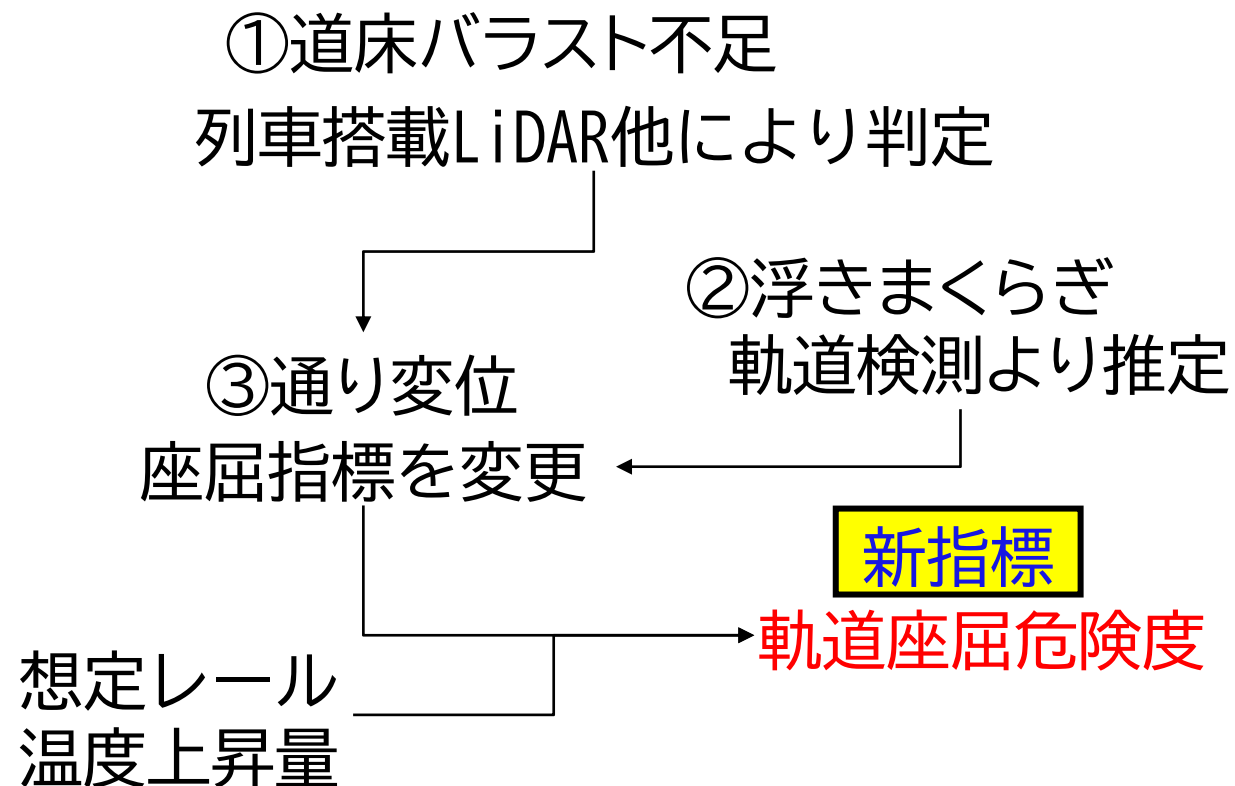 ①道床バラスト不足
列車搭載LiDAR他により判定
②浮きまくらぎ
軌道検測より推定
③通り変位
座屈指標を変更
新指標
軌道座屈危険度
想定レール
温度上昇量